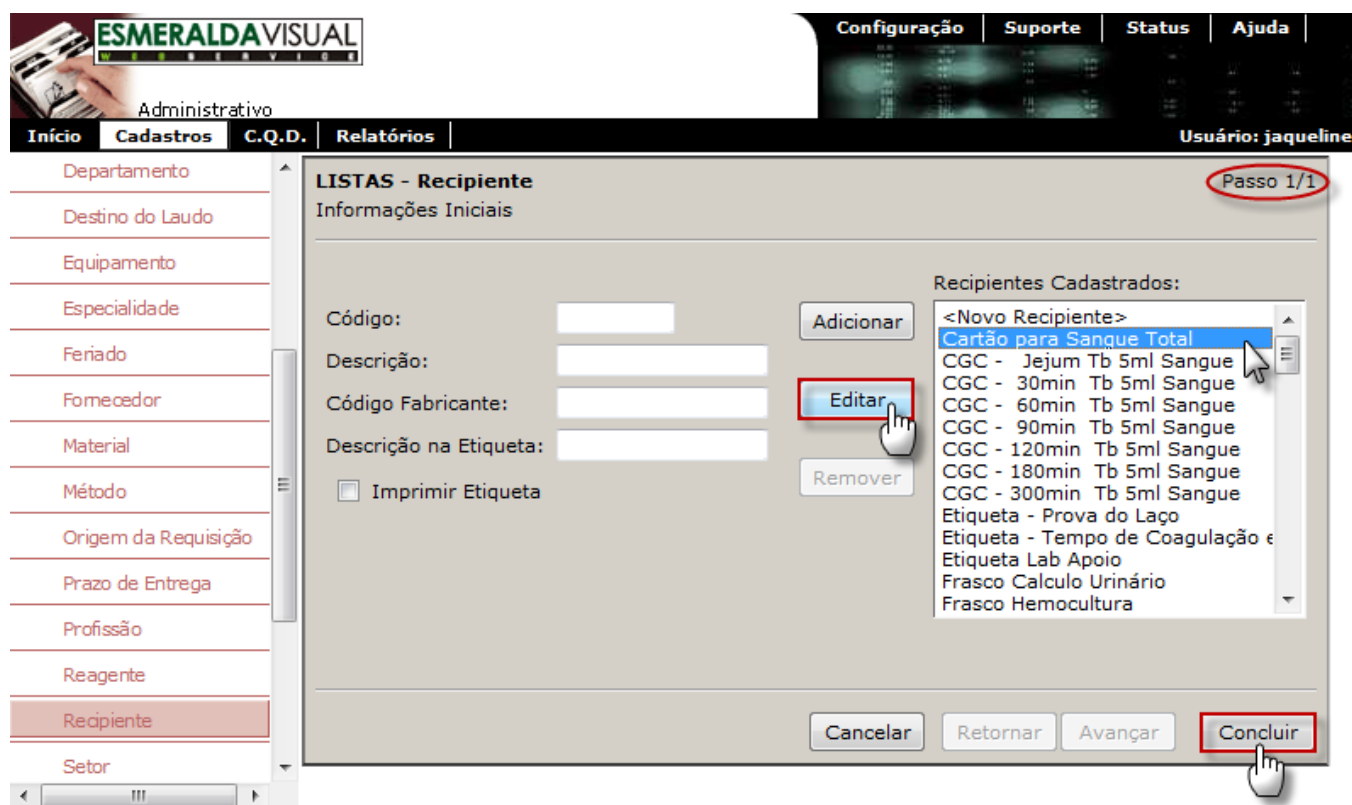 ESMERALDAVISUAL
WEBSERVICE
Administrativo
Configuração Suporte Status Ajuda
Início Cadastros C.Q.D. Relatórios
Usuário: jaqueline
Departamento
Destino do Laudo
Equipamento
Especialidade
Feriado
Fornecedor
Material
Método
Origem da Requisição
Prazo de Entrega
Profissão
Reagente
Recipiente
Setor
LISTAS - Recipiente
Passo 1/1
Informações Iniciais
Código:
Descrição:
Código Fabricante:
Descrição na Etiqueta:
Imprimir Etiqueta
Adicionar
Editar
Remover
Recipientes Cadastrados:
<Novo Recipiente>
Cartão para Sangue Total
CGC -   Jejum Tb 5ml Sangue
CGC -  30min  Tb 5ml Sangue
CGC -  60min  Tb 5ml Sangue
CGC -  90min  Tb 5ml Sangue
CGC - 120min  Tb 5ml Sangue
CGC - 180min  Tb 5ml Sangue
CGC - 300min  Tb 5ml Sangue
Etiqueta - Prova do Laço
Etiqueta - Tempo de Coagulação e
Etiqueta Lab Apoio
Frasco Calculo Urinário
Frasco Hemocultura
Cancelar Retornar Avançar Concluir